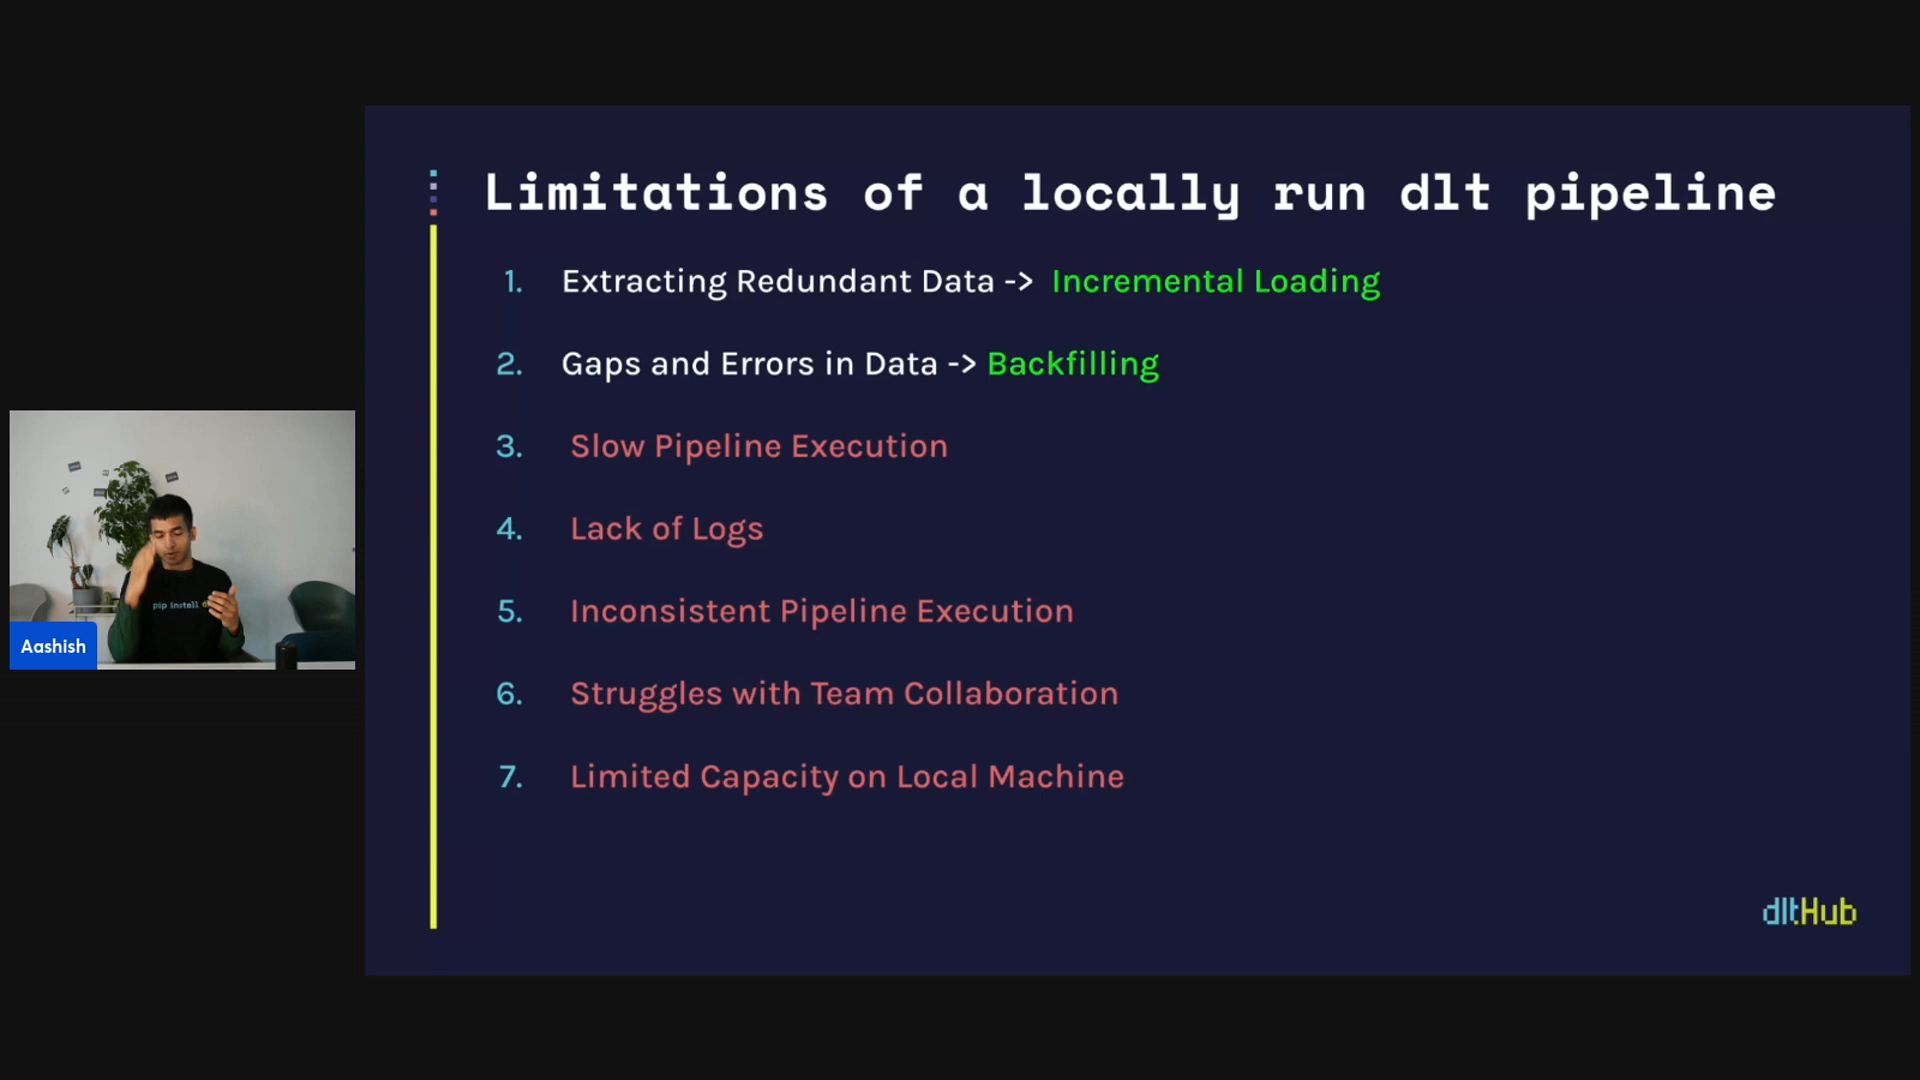 Limitations of a locally run dlt pipeline
1. Extracting Redundant Data -> Incremental Loading
2. Gaps and Errors in Data -> Backfilling
3. Slow Pipeline Execution
4. Lack of Logs
5. Inconsistent Pipeline Execution
6. Struggles with Team Collaboration
7. Limited Capacity on Local Machine
pip install
Aashish
dltHub